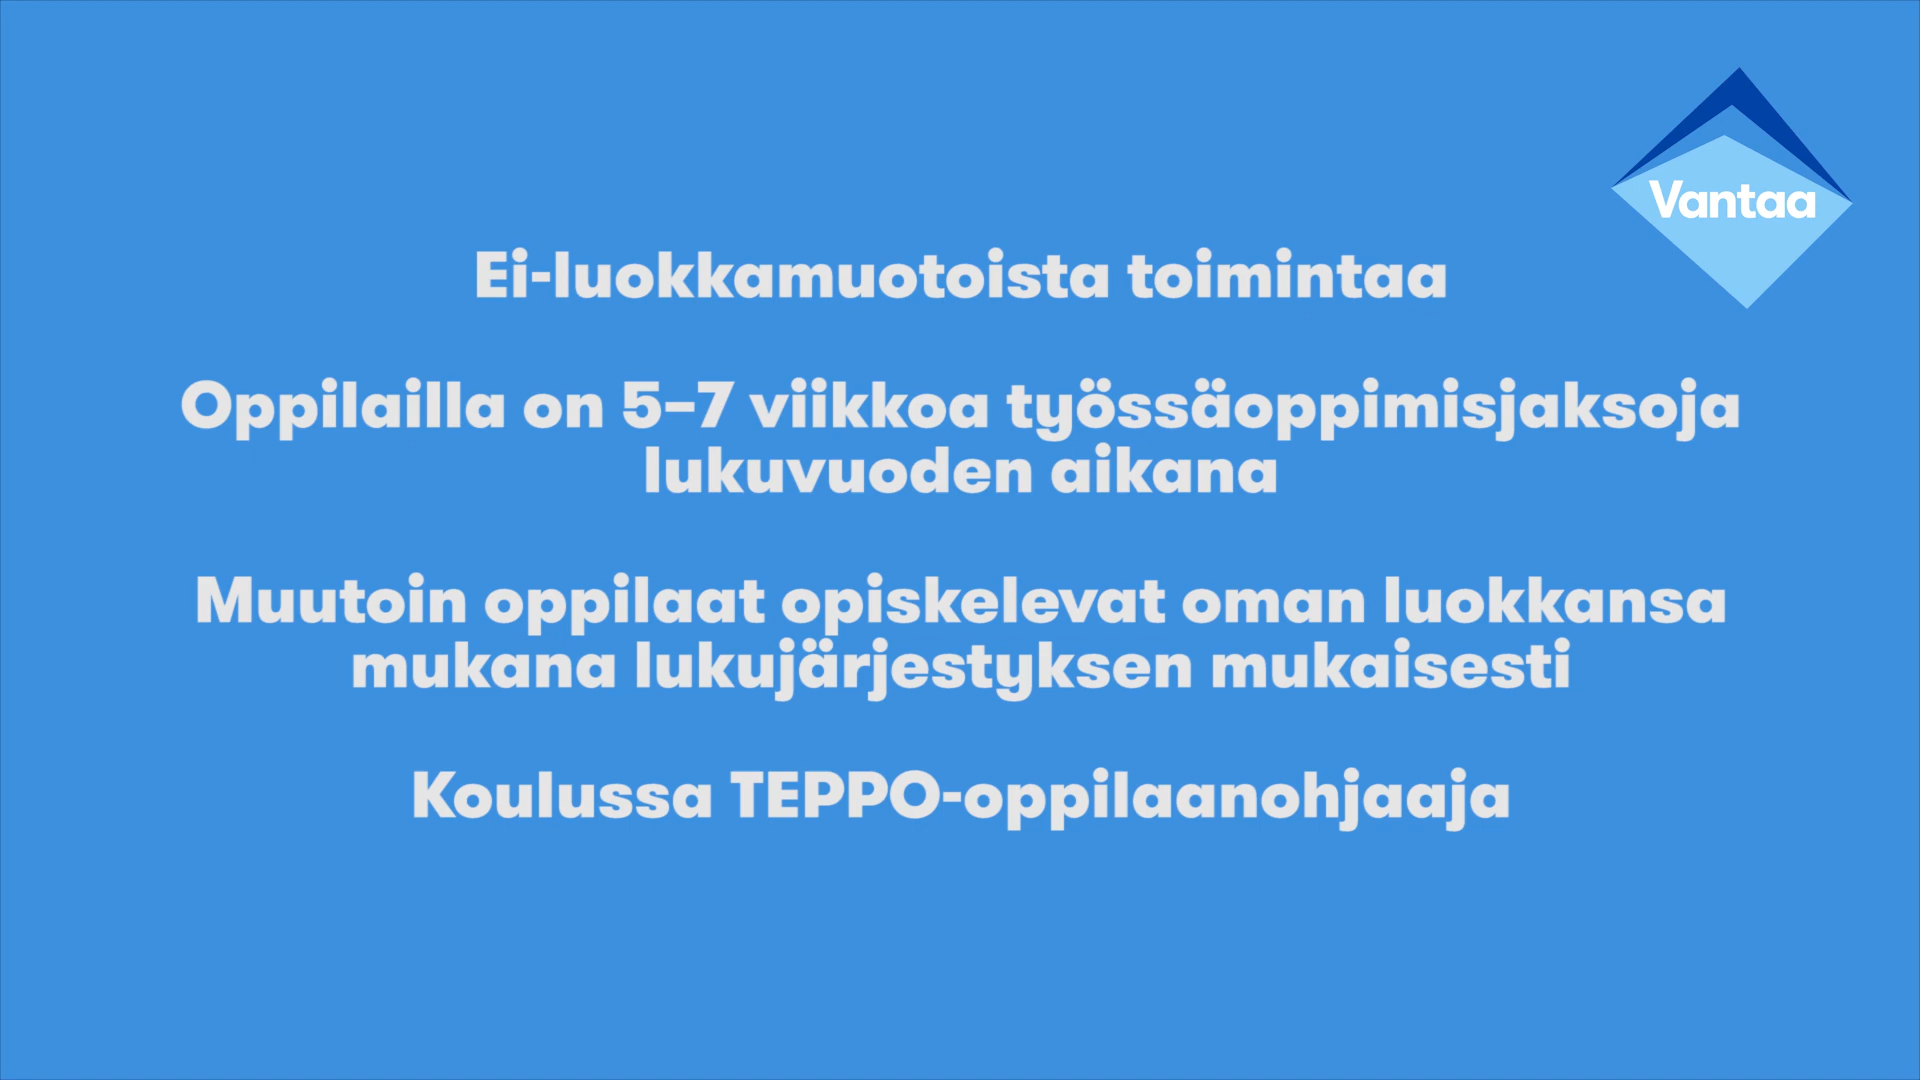 Vantaa
Ei-luokkamuotoista toimintaa
Oppilailla on 5–7 viikkoa työssäoppimisjaksoja
lukuvuoden aikana
Muutoin oppilaat opiskelevat oman luokkansa
mukana lukujärjestyksen mukaisesti
Koulussa TEPPO-oppilaanohjaaja